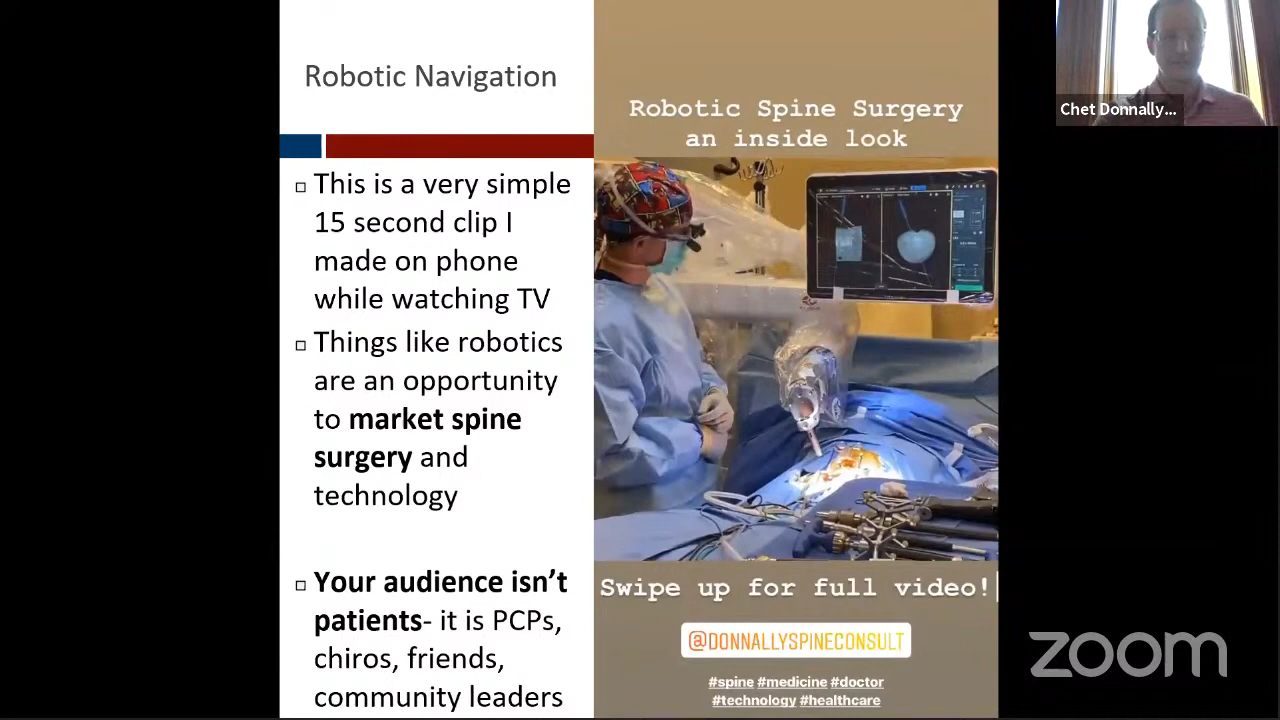 Robotic Navigation
This is a very simple
15 second clip I
made on phone
while watching TV
Things like robotics
are an opportunity
to market spine
surgery and
technology
Your audience isn’t
patients- it is PCPs,
chiros, friends,
community leaders
Robotic Spine Surgery
an inside look
Swipe up for full video!
@DONNALLYSPINECONSULT
#spine #medicine #doctor
#technology #healthcare
Chet Donnally...
zoom